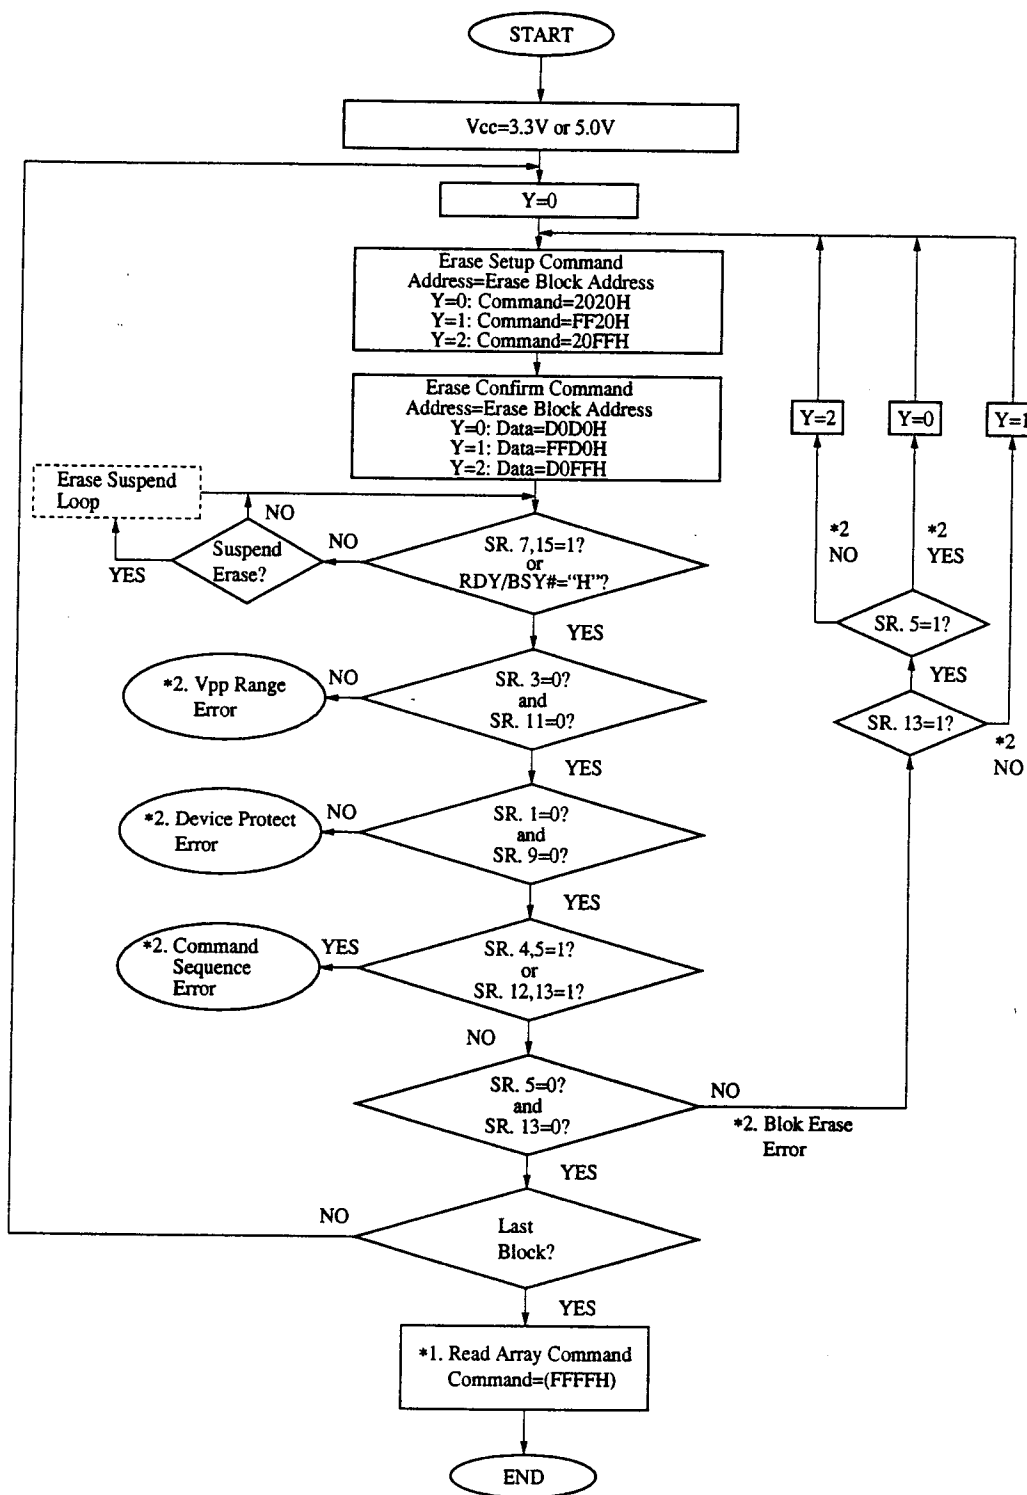 START
Vcc=3.3V or 5.0V
Y=0
Erase Setup Command
Address=Erase Block Address
Y=0: Command=2020H
Y=1: Command=FF20H
Y=2: Command=20FFH
Erase Confirm Command
Address=Erase Block Address
Y=0: Data=D0D0H
Y=1: Data=FFD0H
Y=2: Data=D0FFH
Y=2
Y=0
Y=1
Erase Suspend
Loop
NO
Suspend
Erase?
YES
NO
SR. 7,15=1?
or
RDY/BSY#="H"?
YES
*2
NO
*2
YES
SR. 5=1?
YES
SR. 13=1?
*2
NO
*2. Vpp Range
Error
NO
SR. 3=0?
and
SR. 11=0?
YES
*2. Device Protect
Error
NO
SR. 1=0?
and
SR. 9=0?
YES
*2. Command
Sequence
Error
YES
SR. 4,5=1?
or
SR. 12,13=1?
NO
SR. 5=0?
and
SR. 13=0?
NO
*2. Blok Erase
Error
YES
NO
Last
Block?
YES
*1. Read Array Command
Command=(FFFFH)
END